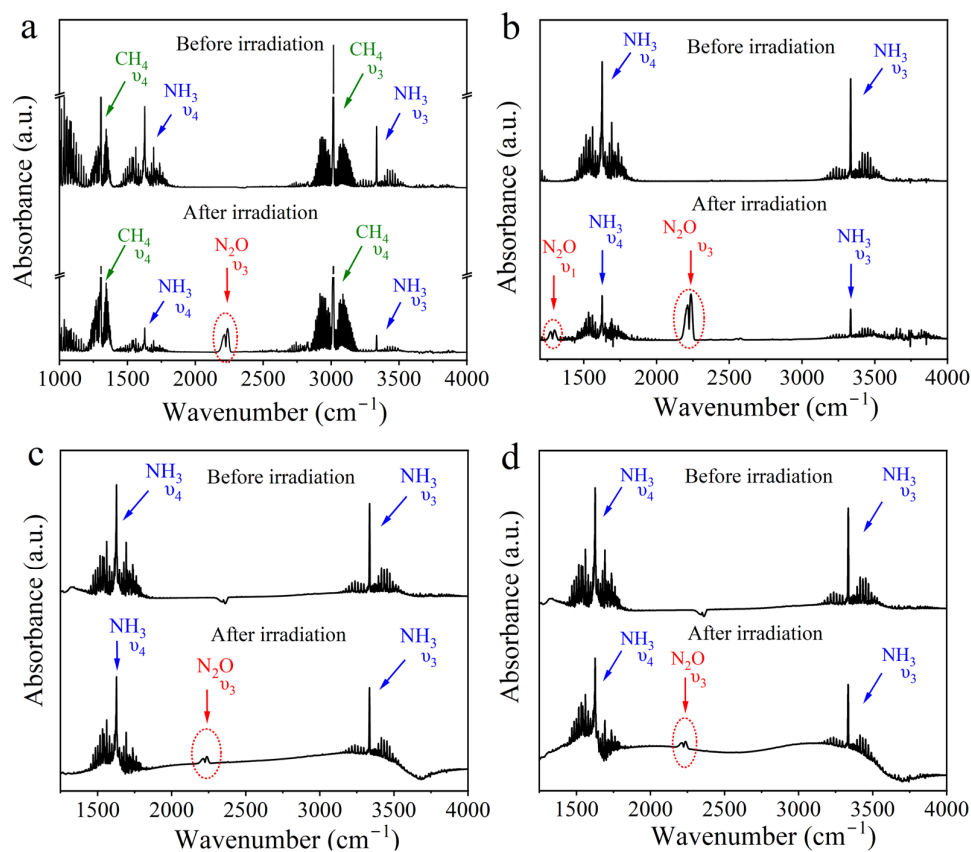 a
Before irradiation
CH₄
υ₄
NH₃
υ₄
CH₄
υ₃
NH₃
υ₃
After irradiation
CH₄
υ₄
NH₃
υ₄
N₂O
υ₃
CH₄
υ₄
NH₃
υ₃
Absorbance (a.u.)
1000 1500 2000 2500 3000 3500 4000
Wavenumber (cm⁻¹)
b
NH₃
υ₄
Before irradiation
NH₃
υ₃
After irradiation
N₂O
υ₁
NH₃
υ₄
N₂O
υ₃
NH₃
υ₃
Absorbance (a.u.)
1500 2000 2500 3000 3500 4000
Wavenumber (cm⁻¹)
c
NH₃
υ₄
Before irradiation
NH₃
υ₃
After irradiation
NH₃
υ₄
N₂O
υ₃
NH₃
υ₃
Absorbance (a.u.)
1500 2000 2500 3000 3500 4000
Wavenumber (cm⁻¹)
d
NH₃
υ₄
Before irradiation
NH₃
υ₃
After irradiation
NH₃
υ₄
N₂O
υ₃
NH₃
υ₃
Absorbance (a.u.)
1500 2000 2500 3000 3500 4000
Wavenumber (cm⁻¹)